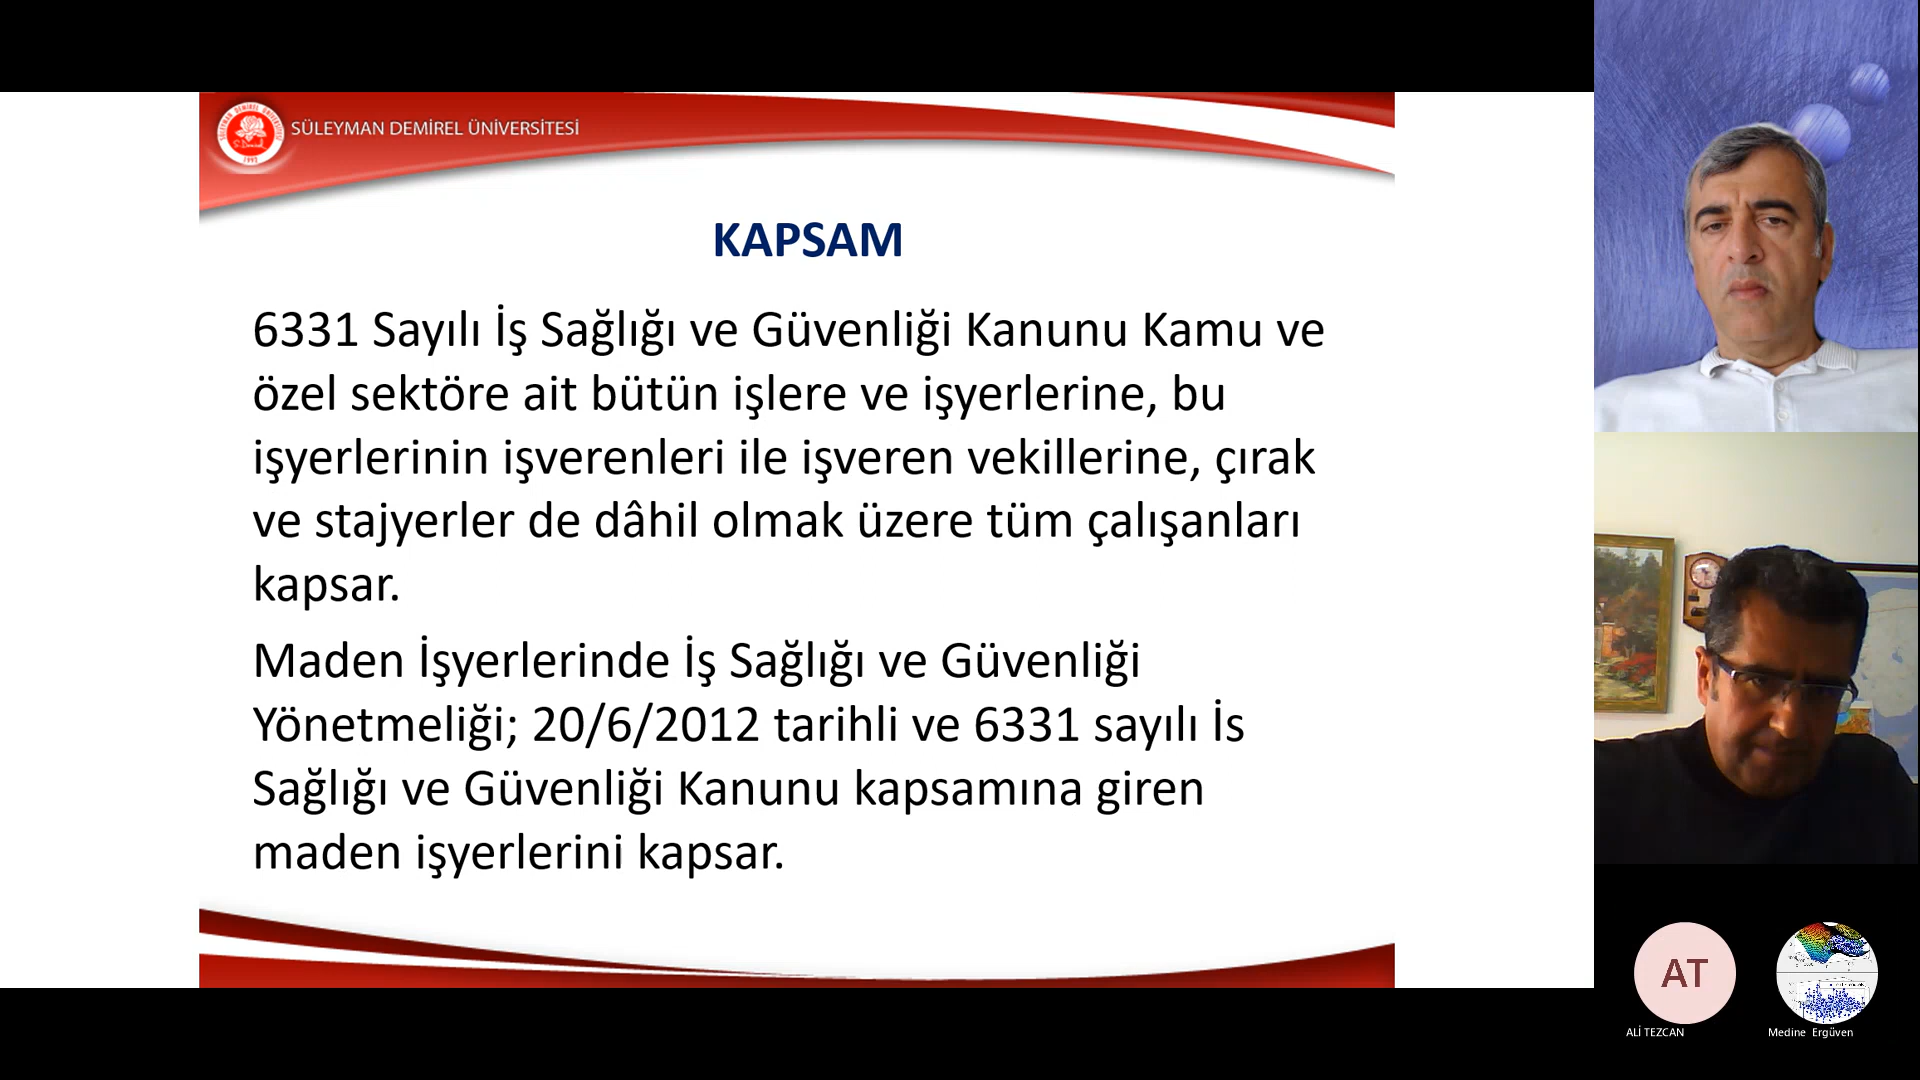 SÜLEYMAN DEMİREL ÜNİVERSİTESİ
KAPSAM
6331 Sayılı İş Sağlığı ve Güvenliği Kanunu Kamu ve
özel sektöre ait bütün işlere ve işyerlerine, bu
işyerlerinin işverenleri ile işveren vekillerine, çırak
ve stajyerler de dâhil olmak üzere tüm çalışanları
kapsar.
Maden İşyerlerinde İş Sağlığı ve Güvenliği
Yönetmeliği; 20/6/2012 tarihli ve 6331 sayılı İs
Sağlığı ve Güvenliği Kanunu kapsamına giren
maden işyerlerini kapsar.
AT
ALİ TEZCAN
Medine Ergüven